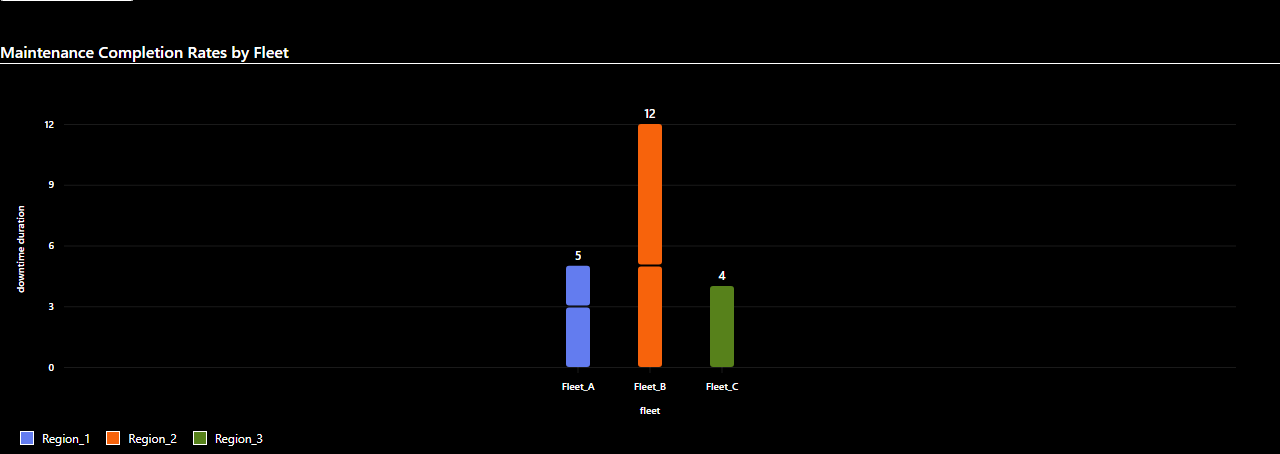 Maintenance Completion Rates by Fleet
12
9
6
3
0
downtime duration
5
12
4
Fleet_A
Fleet_B
Fleet_C
fleet
Region_1
Region_2
Region_3